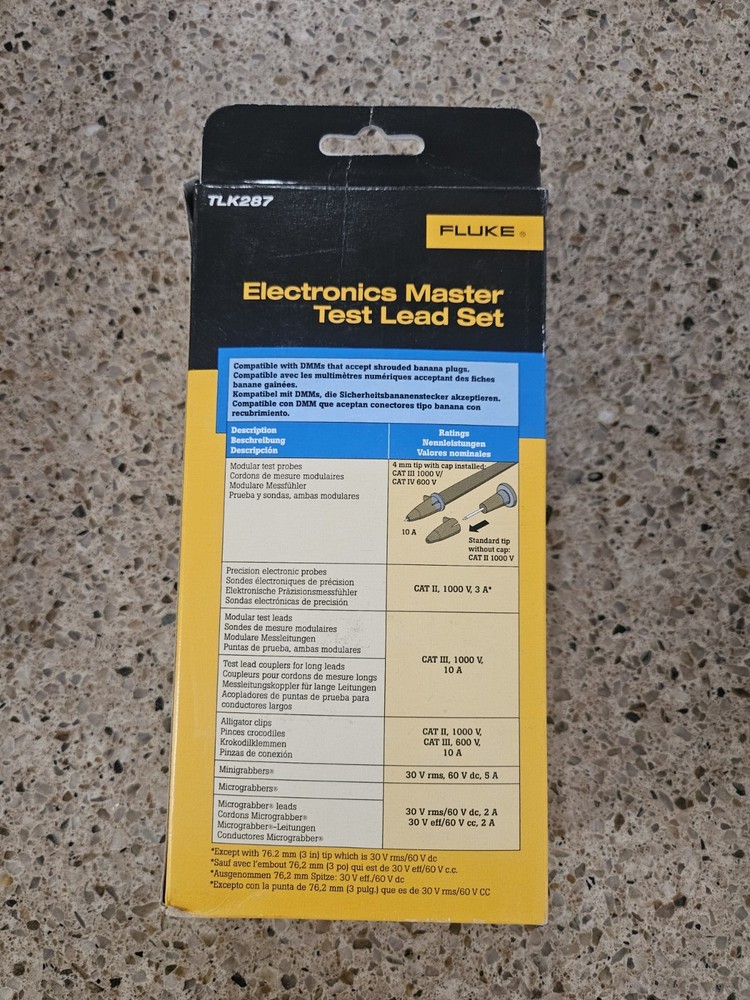 TLK287
FLUKE®
Electronics Master
Test Lead Set
Compatible with DMMs that accept shrouded banana plugs.
Compatible avec les multimètres numériques acceptant des fiches
banane gainées.
Kompatibel mit DMMs, die Sicherheitsbananenstecker akzeptieren.
Compatible con DMM que aceptan conectores tipo banana con
recubrimiento.
Description
Beschreibung
Descripción
Ratings
Nennleistungen
Valores nominales
Modular test probes
Cordons de mesure modulaires
Modulare Messfühler
Prueba y sondas, ambas modulares
4 mm tip with cap installed:
CAT III 1000 V/
CAT IV 600 V
10 A
Standard tip
without cap:
CAT II 1000 V
Precision electronic probes
Sondes électroniques de précision
Elektronische Präzisionsmessfühler
Sondas electrónicas de precisión
CAT II, 1000 V, 3 A*
Modular test leads
Sondes de mesure modulaires
Modulare Messleitungen
Puntas de prueba, ambas modulares
Test lead couplers for long leads
Coupleurs pour cordons de mesure longs
Messleitungskoppler für lange Leitungen
Acopladores de puntas de prueba para
conductores largos
CAT III, 1000 V,
10 A
Alligator clips
Pinces crocodiles
Krokodilklemmen
Pinzas de conexión
CAT II, 1000 V,
CAT III, 600 V,
10 A
Minigrabbers®
30 V rms, 60 V dc, 5 A
Micrograbbers®
Micrograbber® leads
Cordons Micrograbber®
Micrograbber®-Leitungen
Conductores Micrograber®
30 V rms/60 V dc, 2 A
30 V eff/60 V cc, 2 A
*Except with 76.2 mm (3 in) tip which is 30 V rms/60 V dc
*Sauf avec l'embout 76,2 mm (3 po) qui est de 30 V eff/60 V c.c.
*Ausgenommen 76,2 mm Spitze: 30 V eff./60 V dc
*Excepto con la punta de 76,2 mm (3 pulg.) que es de 30 V rms/60 V CC